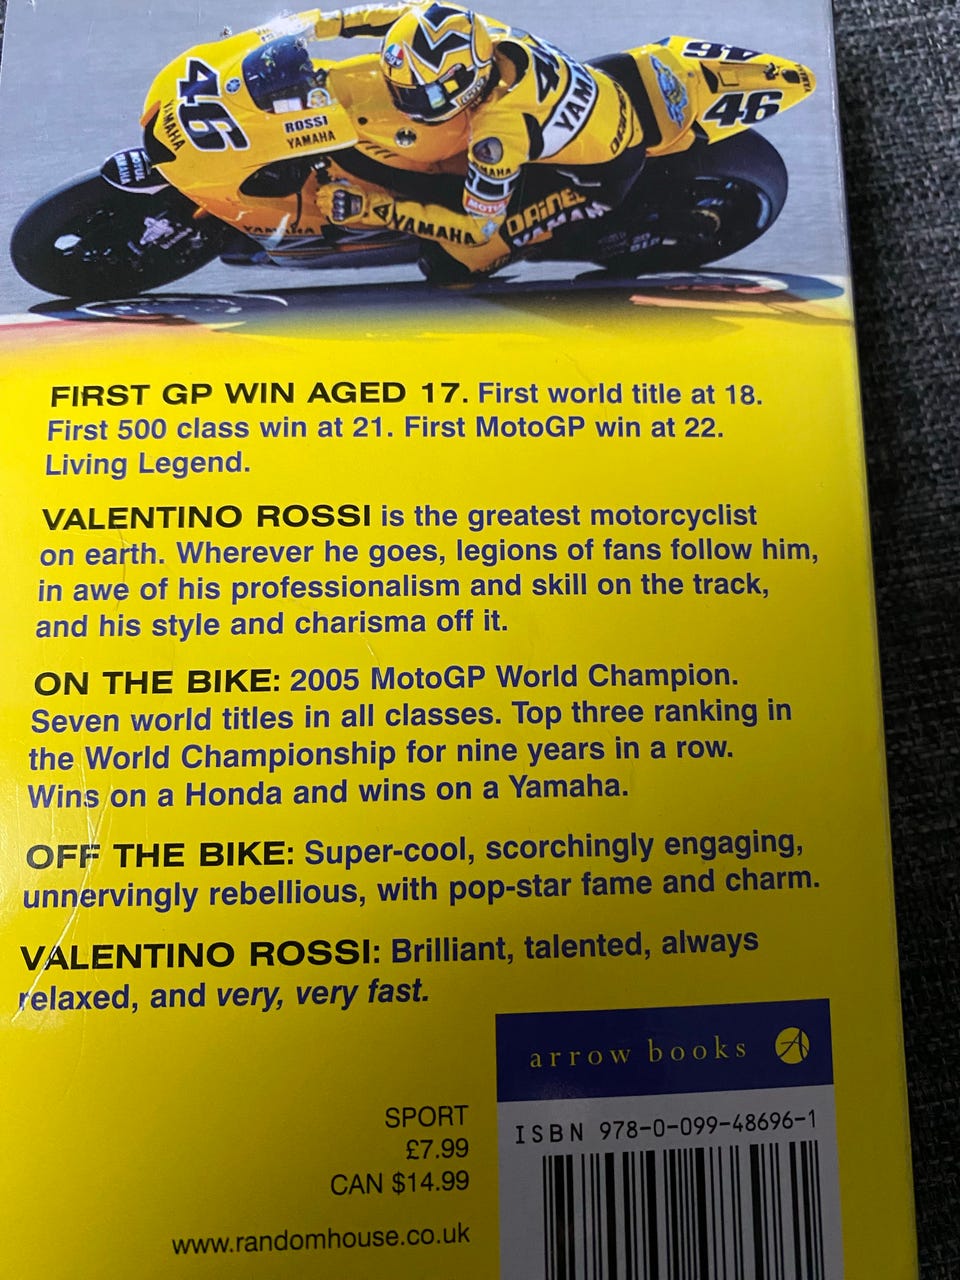 46
YAMAHA
ROSSI
YAMAHA
46
46
YAMAHA
YAMAHA
MOTUL
YAMAHA
YAMAHA
YAMAHA
FIRST GP WIN AGED 17. First world title at 18.
First 500 class win at 21. First MotoGP win at 22.
Living Legend.
VALENTINO ROSSI is the greatest motorcyclist
on earth. Wherever he goes, legions of fans follow him,
in awe of his professionalism and skill on the track,
and his style and charisma off it.
ON THE BIKE: 2005 MotoGP World Champion.
Seven world titles in all classes. Top three ranking in
the World Championship for nine years in a row.
Wins on a Honda and wins on a Yamaha.
OFF THE BIKE: Super-cool, scorchingly engaging,
unnervingly rebellious, with pop-star fame and charm.
VALENTINO ROSSI: Brilliant, talented, always
relaxed, and very, very fast.
arrow books A
ISBN 978-0-099-48696-1
SPORT
£7.99
CAN $14.99
www.randomhouse.co.uk